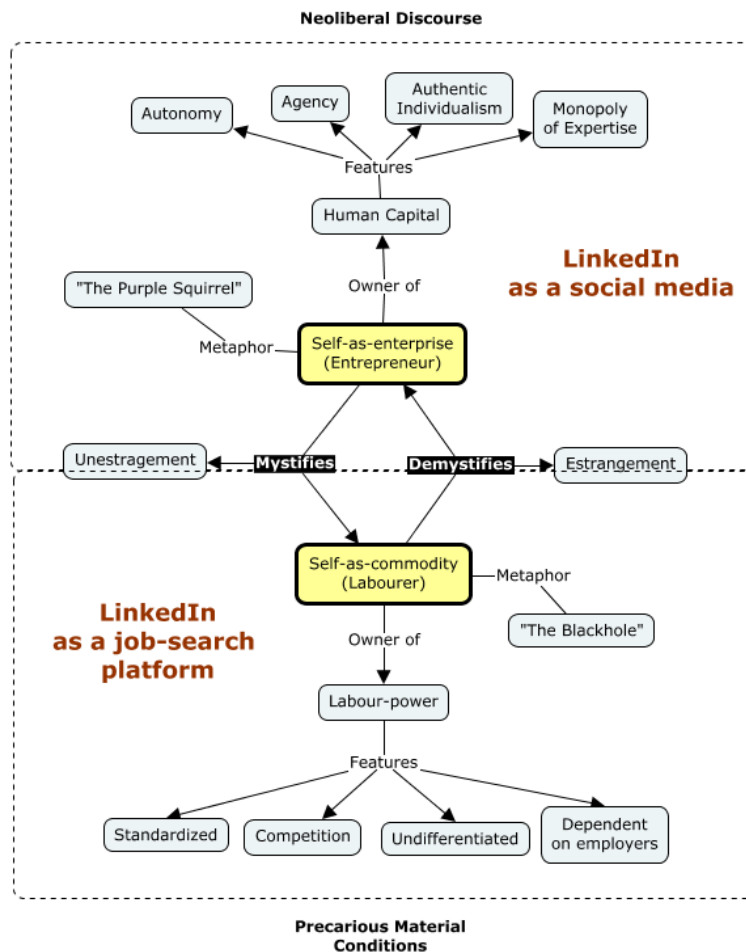 Neoliberal Discourse
Autonomy
Agency
Authentic
Individualism
Monopoly
of Expertise
Features
Human Capital
LinkedIn
as a social media
"The Purple Squirrel"
Owner of
Metaphor
Self-as-enterprise
(Entrepreneur)
Unestragement
Mystifies
Demystifies
Estrangement
Self-as-commodity
(Labourer)
Metaphor
"The Blackhole"
LinkedIn
as a job-search
platform
Owner of
Labour-power
Features
Standardized
Competition
Undifferentiated
Dependent
on employers
Precarious Material
Conditions